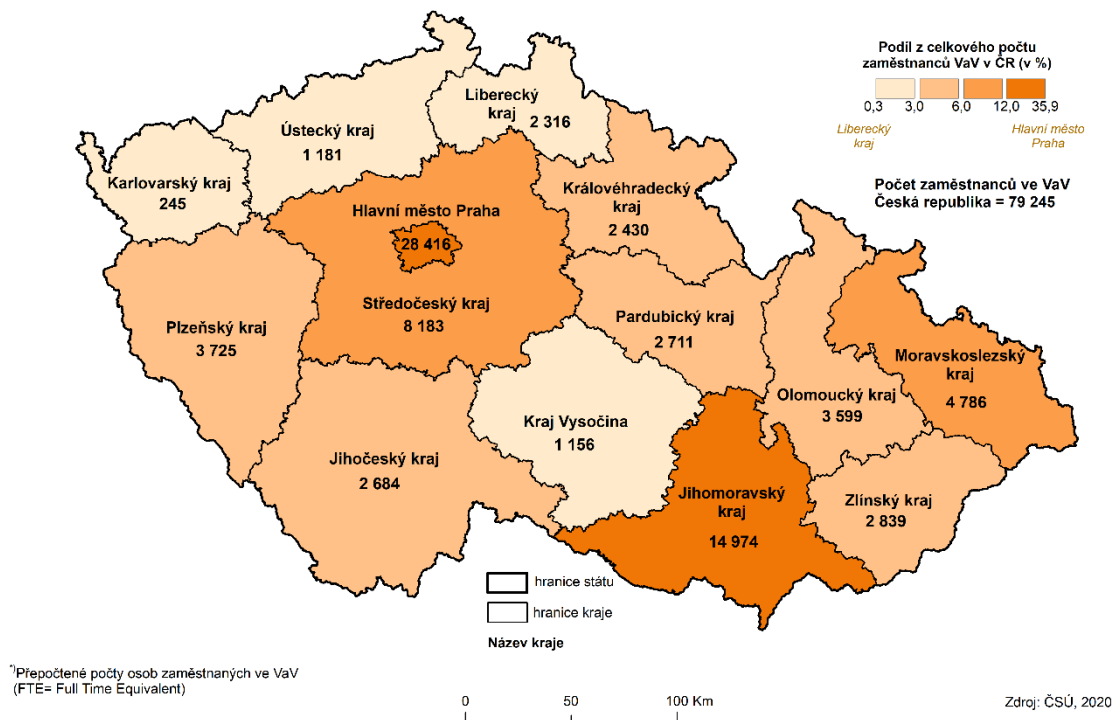 Podíl z celkového počtu
zaměstnanců VaV v ČR (v %)
0,3 3,0 6,0 12,0 35,9
Liberecký
kraj
Hlavní město
Praha
Počet zaměstnanců ve VaV
Česká republika = 79 245
Liberecký
kraj
2 316
Ústecký kraj
1 181
Karlovarský kraj
245
Královéhradecký
kraj
2 430
Hlavní město Praha
28 416
Středočeský kraj
8 183
Plzeňský kraj
3 725
Pardubický kraj
2 711
Moravskoslezský
kraj
4 786
Olomoucký kraj
3 599
Kraj Vysočina
1 156
Jihočeský kraj
2 684
Jihomoravský
kraj
14 974
Zlínský kraj
2 839
hranice státu
hranice kraje
Název kraje
*)Přepočtené počty osob zaměstnaných ve VaV
(FTE= Full Time Equivalent)
0 50 100 Km
Zdroj: ČSÚ, 2020